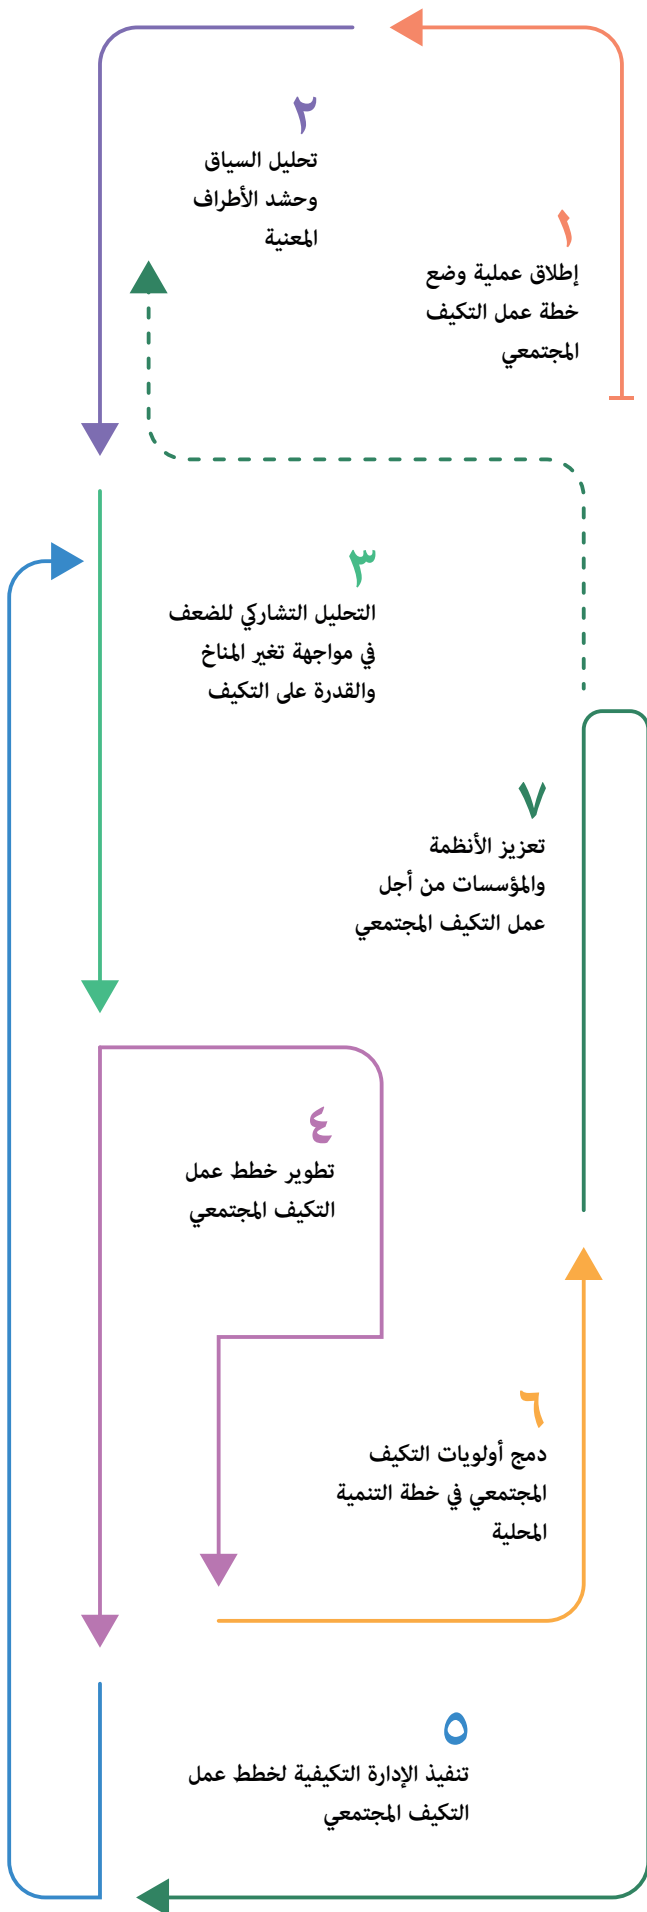 ١
إطلاق عملية وضع
خطة عمل التكيف
المجتمعي
٢
تحليل السياق
وحشد الأطراف
المعنية
٣
التحليل التشاركي للضعف
في مواجهة تغير المناخ
والقدرة على التكيف
٧
تعزيز الأنظمة
والمؤسسات من أجل
عمل التكيف المجتمعي
٤
تطوير خطط عمل
التكيف المجتمعي
٦
دمج أولويات التكيف
المجتمعي في خطة التنمية
المحلية
٥
تنفيذ الإدارة التكيفية لخطط عمل
التكيف المجتمعي